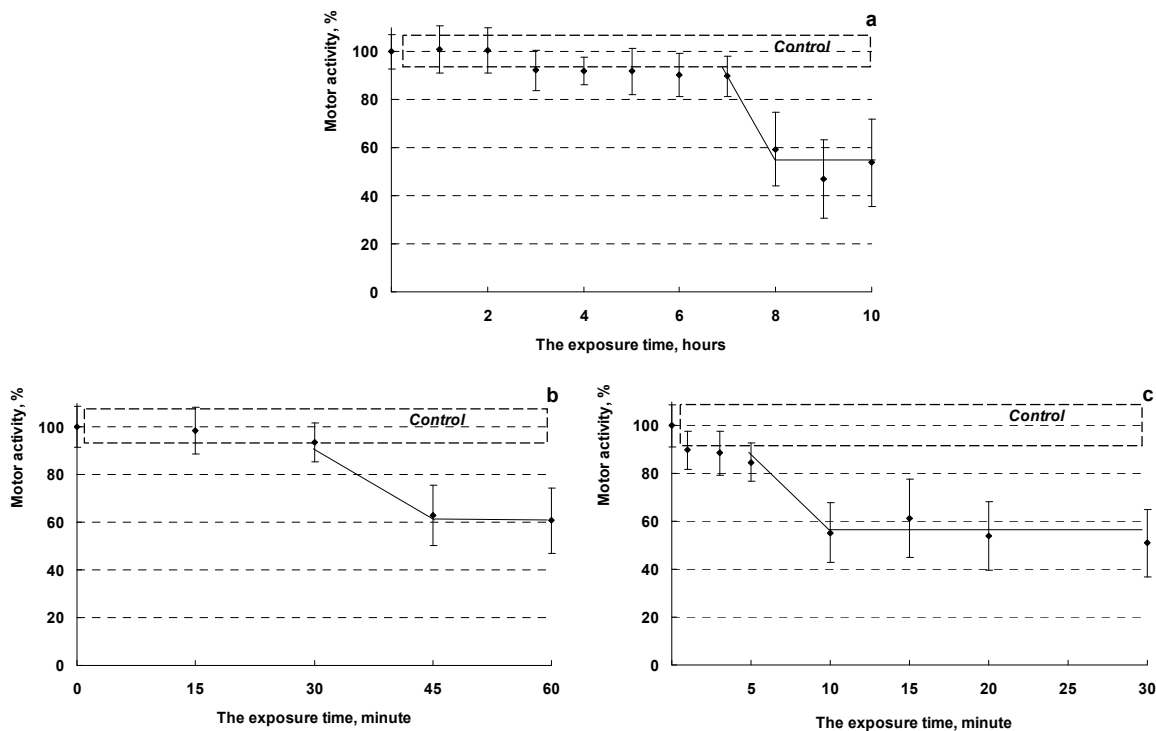 a
Motor activity, %
Control
100
80
60
40
20
0
2 4 6 8 10
The exposure time, hours
b
Motor activity, %
Control
100
80
60
40
20
0
0 15 30 45 60
The exposure time, minute
c
Motor activity, %
Control
100
80
60
40
20
0
5 10 15 20 25 30
The exposure time, minute